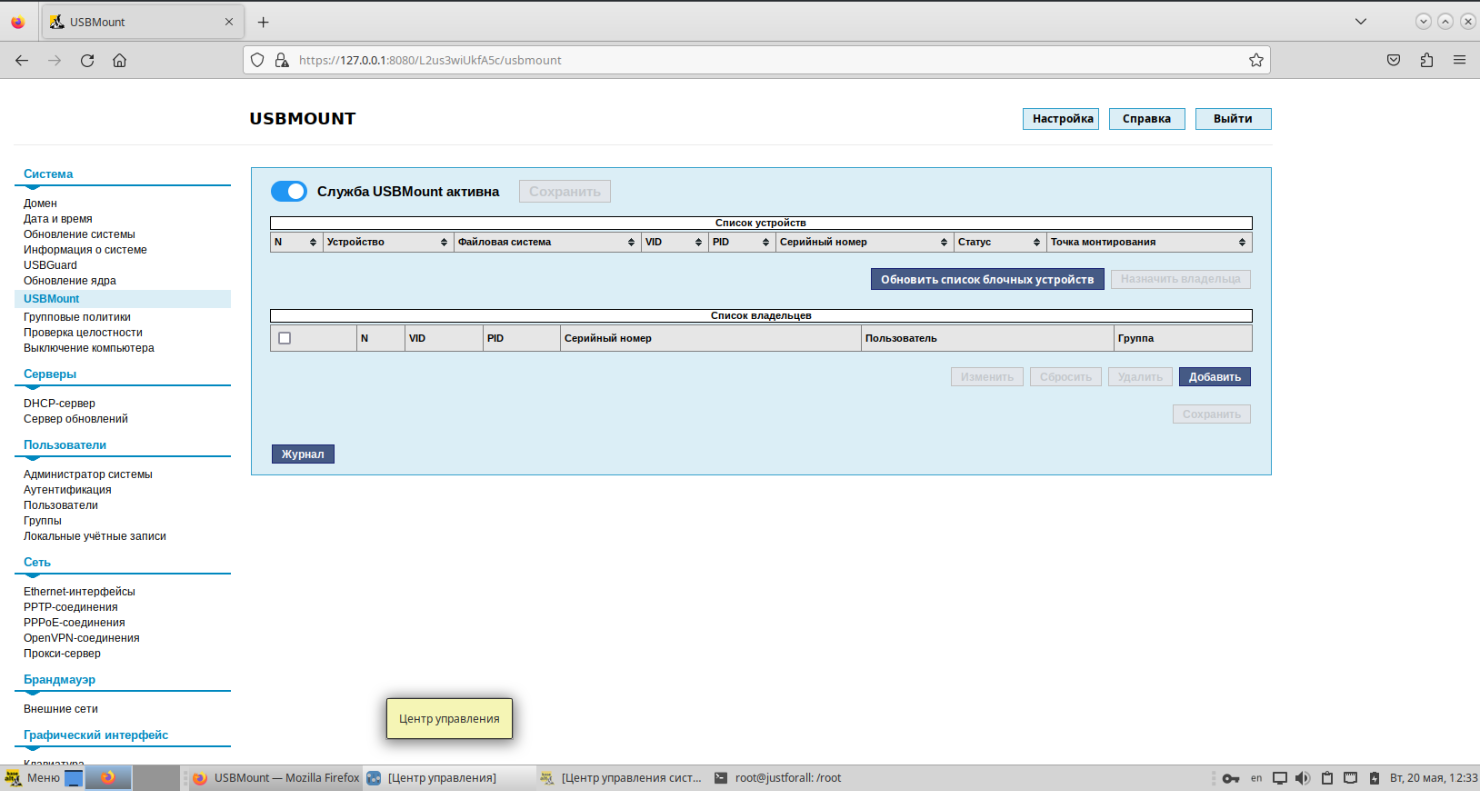 USBMount
https://127.0.0.1:8080/L2us3wiUkfA5c/usbmount
USBMOUNT
Настройка Справка Выйти
Система
Домен
Дата и время
Обновление системы
Информация о системе
USBGuard
Обновление ядра
USBMount
Групповые политики
Проверка целостности
Выключение компьютера
Серверы
DHCP-сервер
Сервер обновлений
Пользователи
Администратор системы
Аутентификация
Пользователи
Группы
Локальные учётные записи
Сеть
Ethernet-интерфейсы
PPTP-соединения
PPPoE-соединения
OpenVPN-соединения
Прокси-сервер
Брандмауэр
Внешние сети
Графический интерфейс
Клавиатура
Служба USBMount активна Сохранить
Список устройств
N Устройство Файловая система VID PID Серийный номер Статус Точка монтирования
Обновить список блочных устройств Назначить владельца
Список владельцев
N VID PID Серийный номер Пользователь Группа
Изменить Сбросить Удалить Добавить
Сохранить
Журнал
Центр управления
Меню USBMount — Mozilla Firefox [Центр управления] [Центр управления сист... root@justforall: /root en Вт, 20 мая, 12:33